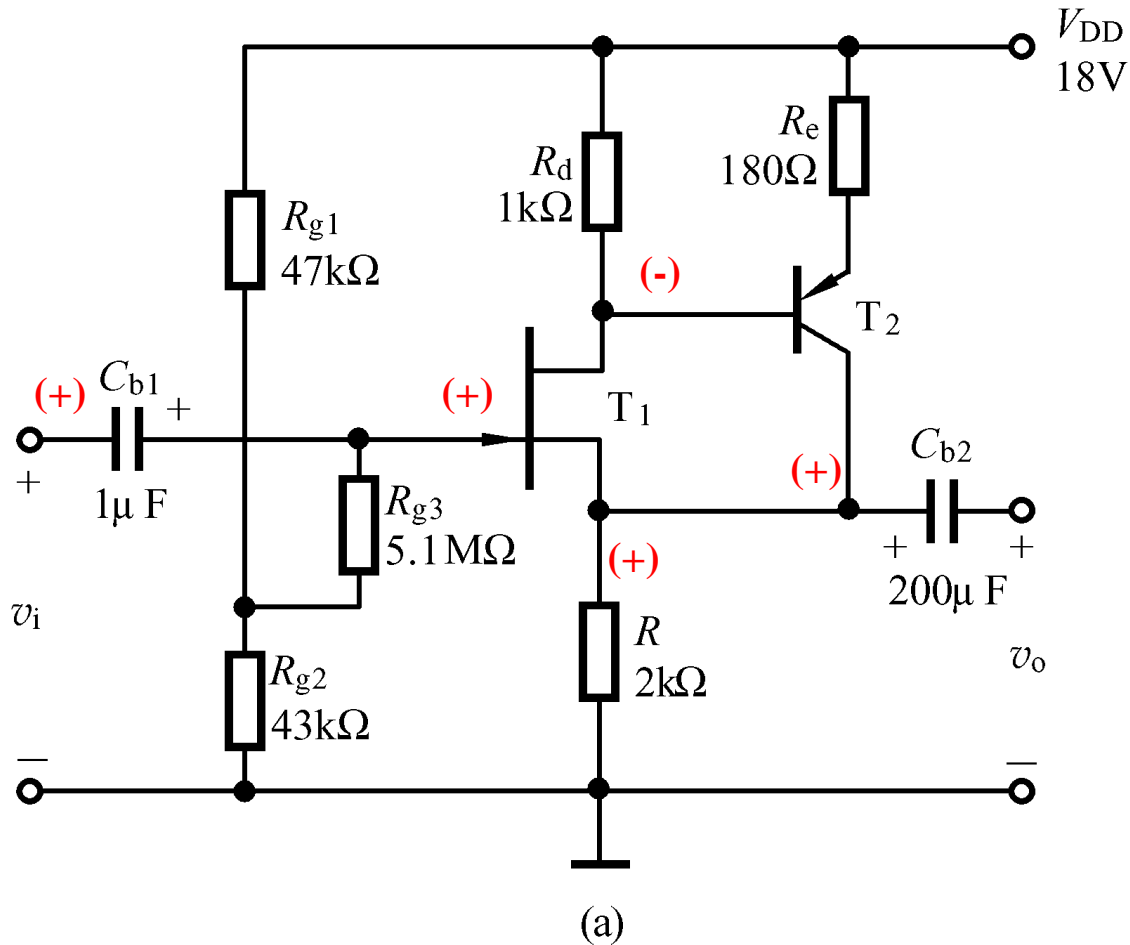 V_DD
18V
R_e
180Ω
R_d
1kΩ
R_g1
47kΩ
(-)
T_2
(+)
C_b1
+
(+)
T_1
C_b2
+
1μ F
R_g3
5.1MΩ
(+)
(+)
+
+
200μ F
v_i
R
2kΩ
v_o
R_g2
43kΩ
—
—
(a)